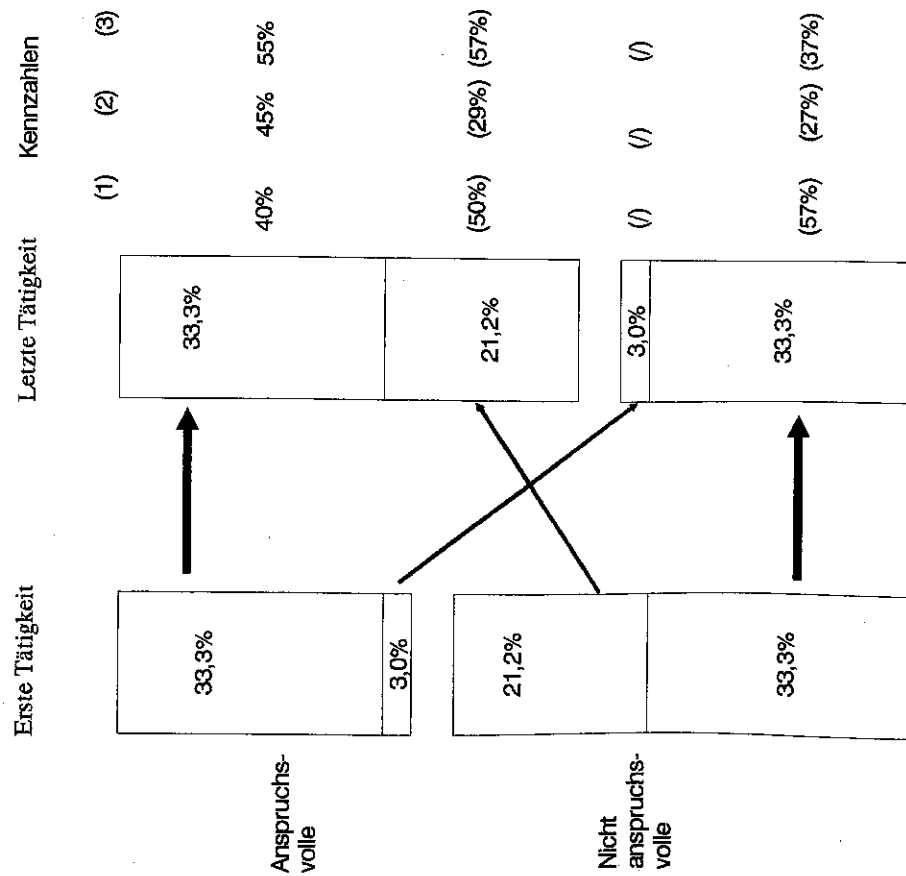 Erste Tätigkeit Letzte Tätigkeit Kennzahlen
(1) (2) (3)
Anspruchs-
volle
33,3% 33,3% 40% 45% 55%
3,0% 21,2% (50%) (29%) (57%)
Nicht
anspruchs-
volle
21,2% 3,0% (/) (/) (/)
33,3% 33,3% (57%) (27%) (37%)